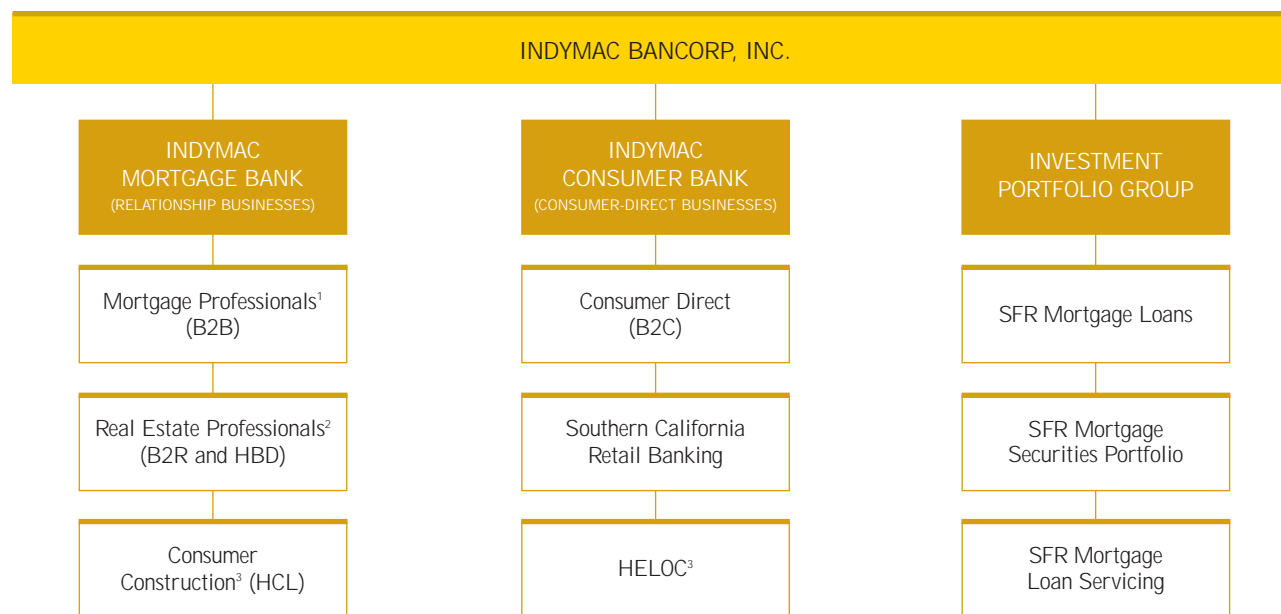 INDYMAC BANCORP, INC.
INDYMAC
MORTGAGE BANK
(RELATIONSHIP BUSINESSES)
Mortgage Professionals¹
(B2B)
Real Estate Professionals²
(B2R and HBD)
Consumer
Construction³ (HCL)
INDYMAC
CONSUMER BANK
(CONSUMER-DIRECT BUSINESSES)
Consumer Direct
(B2C)
Southern California
Retail Banking
HELOC³
INVESTMENT
PORTFOLIO GROUP
SFR Mortgage Loans
SFR Mortgage
Securities Portfolio
SFR Mortgage
Loan Servicing